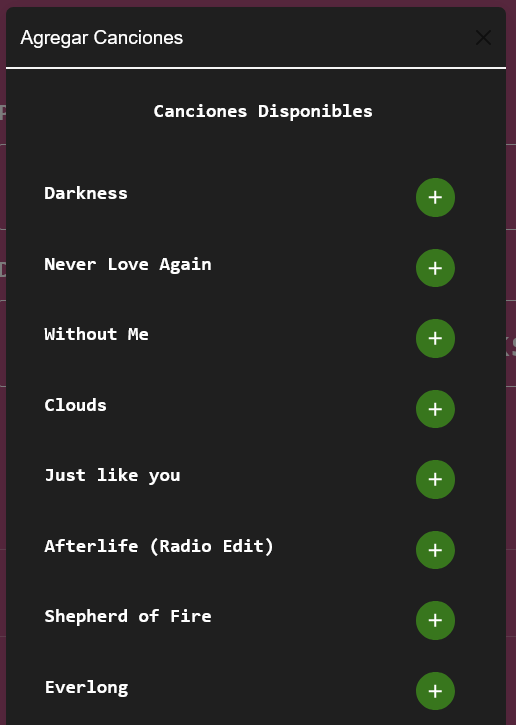 Agregar Canciones
Canciones Disponibles
Darkness
Never Love Again
Without Me
Clouds
Just like you
Afterlife (Radio Edit)
Shepherd of Fire
Everlong